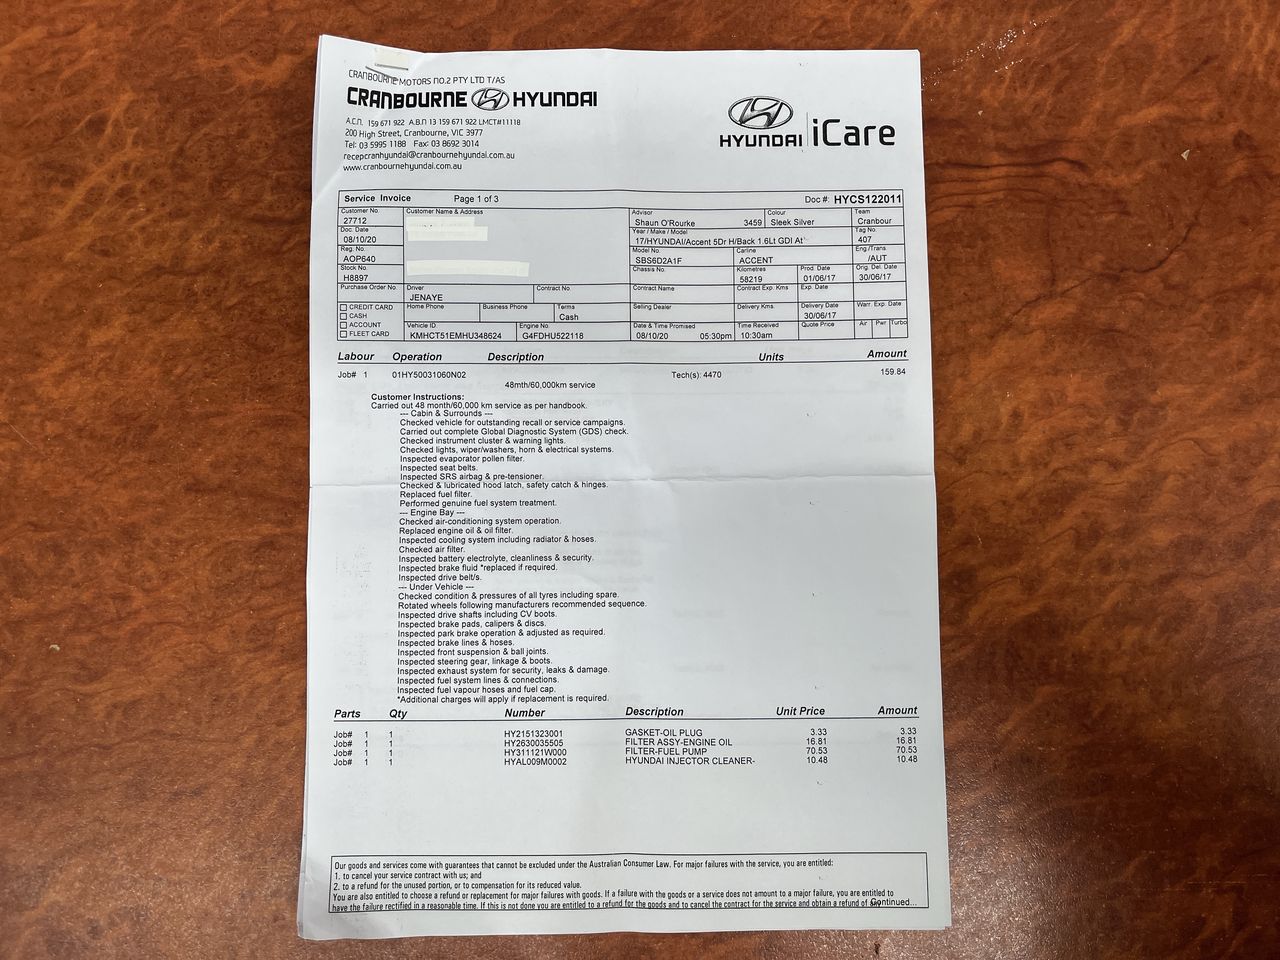 CRANBOURNE MOTORS NO.2 PTY LTD T/AS
CRANBOURNE HYUNDAI
A.C.N. 159 671 922 A.B.N 13 159 671 922 LMCT#11118
200 High Street, Cranbourne, VIC 3977
Tel: 03 5995 1188 Fax: 03 8692 3014
recepcranhyundai@cranbournehyundai.com.au
www.cranbournehyundai.com.au
HYUNDAI iCare
Service Invoice Page 1 of 3 Doc #: HYCS122011
Customer No. Customer Name & Address Advisor Colour Team
27712 Shaun O'Rourke 3459 Sleek Silver Cranbour
Doc. Date Year / Make / Model Tag No.
08/10/20 17/HYUNDAI/Accent 5Dr H/Back 1.6Lt GDI At 407
Reg. No. Model No. Carline Eng /Trans
AOP640 SBS6D2A1F ACCENT /AUT
Stock No. Chassis No. Kilometres Prod. Date Orig. Del. Date
H8897 58219 01/06/17 30/06/17
Purchase Order No. Driver Contract No. Contract Name Contract Exp. Kms Exp. Date
JENAYE
CREDIT CARD Home Phone Business Phone Terms Selling Dealer Delivery Kms. Delivery Date Warr. Exp. Date
CASH Cash 30/06/17
ACCOUNT Vehicle ID Engine No. Date & Time Promised Time Received Quote Price Air Pwr Turbo
FLEET CARD KMHCT51EMHU348624 G4FDHU522118 08/10/20 05:30pm 10:30am
Labour Operation Description Units Amount
Job# 1 01HY50031060N02 Tech(s): 4470 159.84
48mth/60,000km service
Customer Instructions:
Carried out 48 month/60,000 km service as per handbook.
--- Cabin & Surrounds ---
Checked vehicle for outstanding recall or service campaigns.
Carried out complete Global Diagnostic System (GDS) check.
Checked instrument cluster & warning lights.
Checked lights, wiper/washers, horn & electrical systems.
Inspected evaporator pollen filter.
Inspected seat belts.
Inspected SRS airbag & pre-tensioner.
Checked & lubricated hood latch, safety catch & hinges.
Replaced fuel filter.
Performed genuine fuel system treatment.
--- Engine Bay ---
Checked air-conditioning system operation.
Replaced engine oil & oil filter.
Inspected cooling system including radiator & hoses.
Checked air filter.
Inspected battery electrolyte, cleanliness & security.
Inspected brake fluid *replaced if required.
Inspected drive belt/s.
--- Under Vehicle ---
Checked condition & pressures of all tyres including spare.
Rotated wheels following manufacturers recommended sequence.
Inspected drive shafts including CV boots.
Inspected brake pads, calipers & discs.
Inspected park brake operation & adjusted as required.
Inspected brake lines & hoses.
Inspected front suspension & ball joints.
Inspected steering gear, linkage & boots.
Inspected exhaust system for security, leaks & damage.
Inspected fuel system lines & connections.
Inspected fuel vapour hoses and fuel cap.
*Additional charges will apply if replacement is required.
Parts Qty Number Description Unit Price Amount
Job# 1 1 HY2151323001 GASKET-OIL PLUG 3.33 3.33
Job# 1 1 HY2630035505 FILTER ASSY-ENGINE OIL 16.81 16.81
Job# 1 1 HY311121W000 FILTER-FUEL PUMP 70.53 70.53
Job# 1 1 HYAL009M0002 HYUNDAI INJECTOR CLEANER- 10.48 10.48
Our goods and services come with guarantees that cannot be excluded under the Australian Consumer Law. For major failures with the service, you are entitled:
1. to cancel your service contract with us; and
2. to a refund for the unused portion, or to compensation for its reduced value.
You are also entitled to choose a refund or replacement for major failures with goods. If a failure with the goods or a service does not amount to a major failure, you are entitled to
have the failure rectified in a reasonable time. If this is not done you are entitled to a refund for the goods and to cancel the contract for the service and obtain a refund of any
Continued...